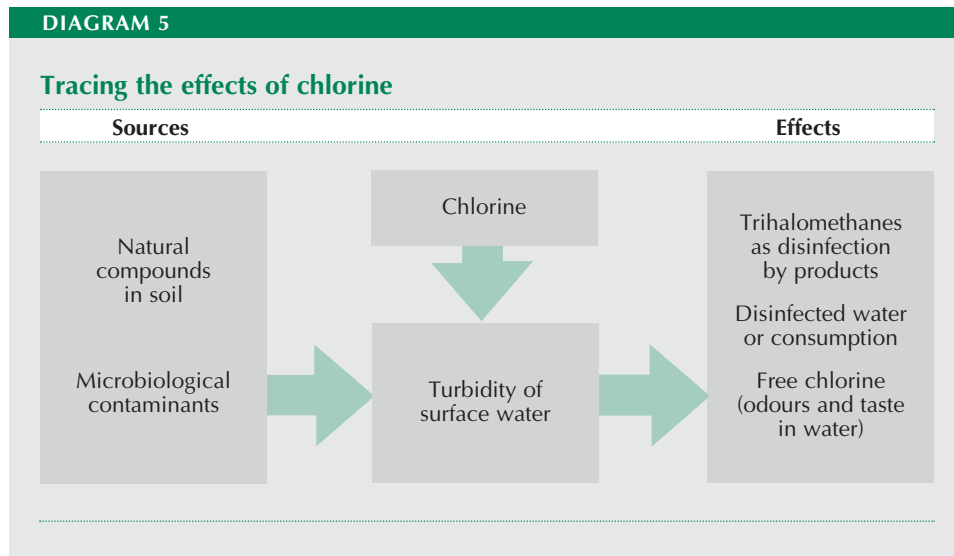 DIAGRAM 5
Tracing the effects of chlorine
Sources
Effects
Natural
compounds
in soil
Microbiological
contaminants
Chlorine
Turbidity of
surface water
Trihalomethanes
as disinfection
by products
Disinfected water
or consumption
Free chlorine
(odours and taste
in water)